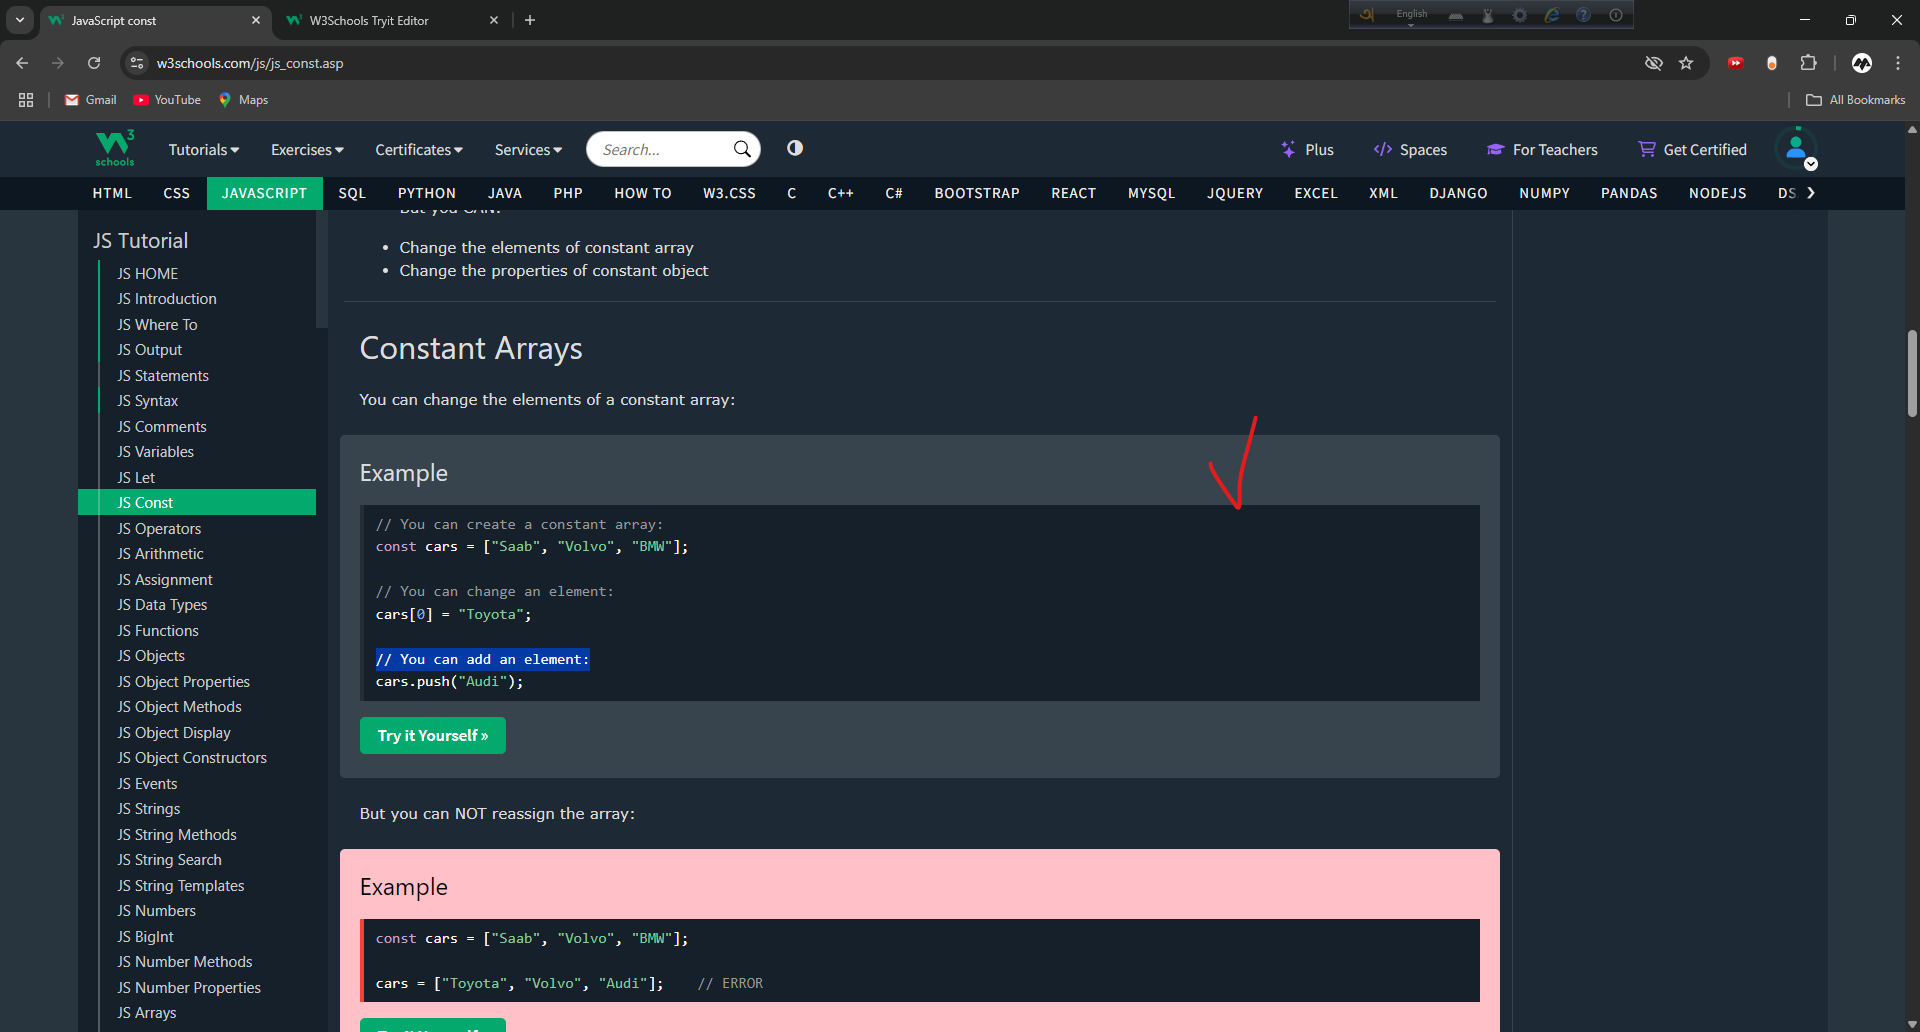 JavaScript const
W3Schools Tryit Editor
English
w3schools.com/js/js_const.asp
Gmail
YouTube
Maps
All Bookmarks
W3 schools
Tutorials
Exercises
Certificates
Services
Search...
Plus
Spaces
For Teachers
Get Certified
HTML CSS JAVASCRIPT SQL PYTHON JAVA PHP HOW TO W3.CSS C C++ C# BOOTSTRAP REACT MYSQL JQUERY EXCEL XML DJANGO NUMPY PANDAS NODEJS DS
JS Tutorial
JS HOME
JS Introduction
JS Where To
JS Output
JS Statements
JS Syntax
JS Comments
JS Variables
JS Let
JS Const
JS Operators
JS Arithmetic
JS Assignment
JS Data Types
JS Functions
JS Objects
JS Object Properties
JS Object Methods
JS Object Display
JS Object Constructors
JS Events
JS Strings
JS String Methods
JS String Search
JS String Templates
JS Numbers
JS BigInt
JS Number Methods
JS Number Properties
JS Arrays
But you CAN:
• Change the elements of constant array
• Change the properties of constant object
Constant Arrays
You can change the elements of a constant array:
Example
// You can create a constant array:
const cars = ["Saab", "Volvo", "BMW"];
// You can change an element:
cars[0] = "Toyota";
// You can add an element:
cars.push("Audi");
Try it Yourself »
But you can NOT reassign the array:
Example
const cars = ["Saab", "Volvo", "BMW"];
cars = ["Toyota", "Volvo", "Audi"];    // ERROR